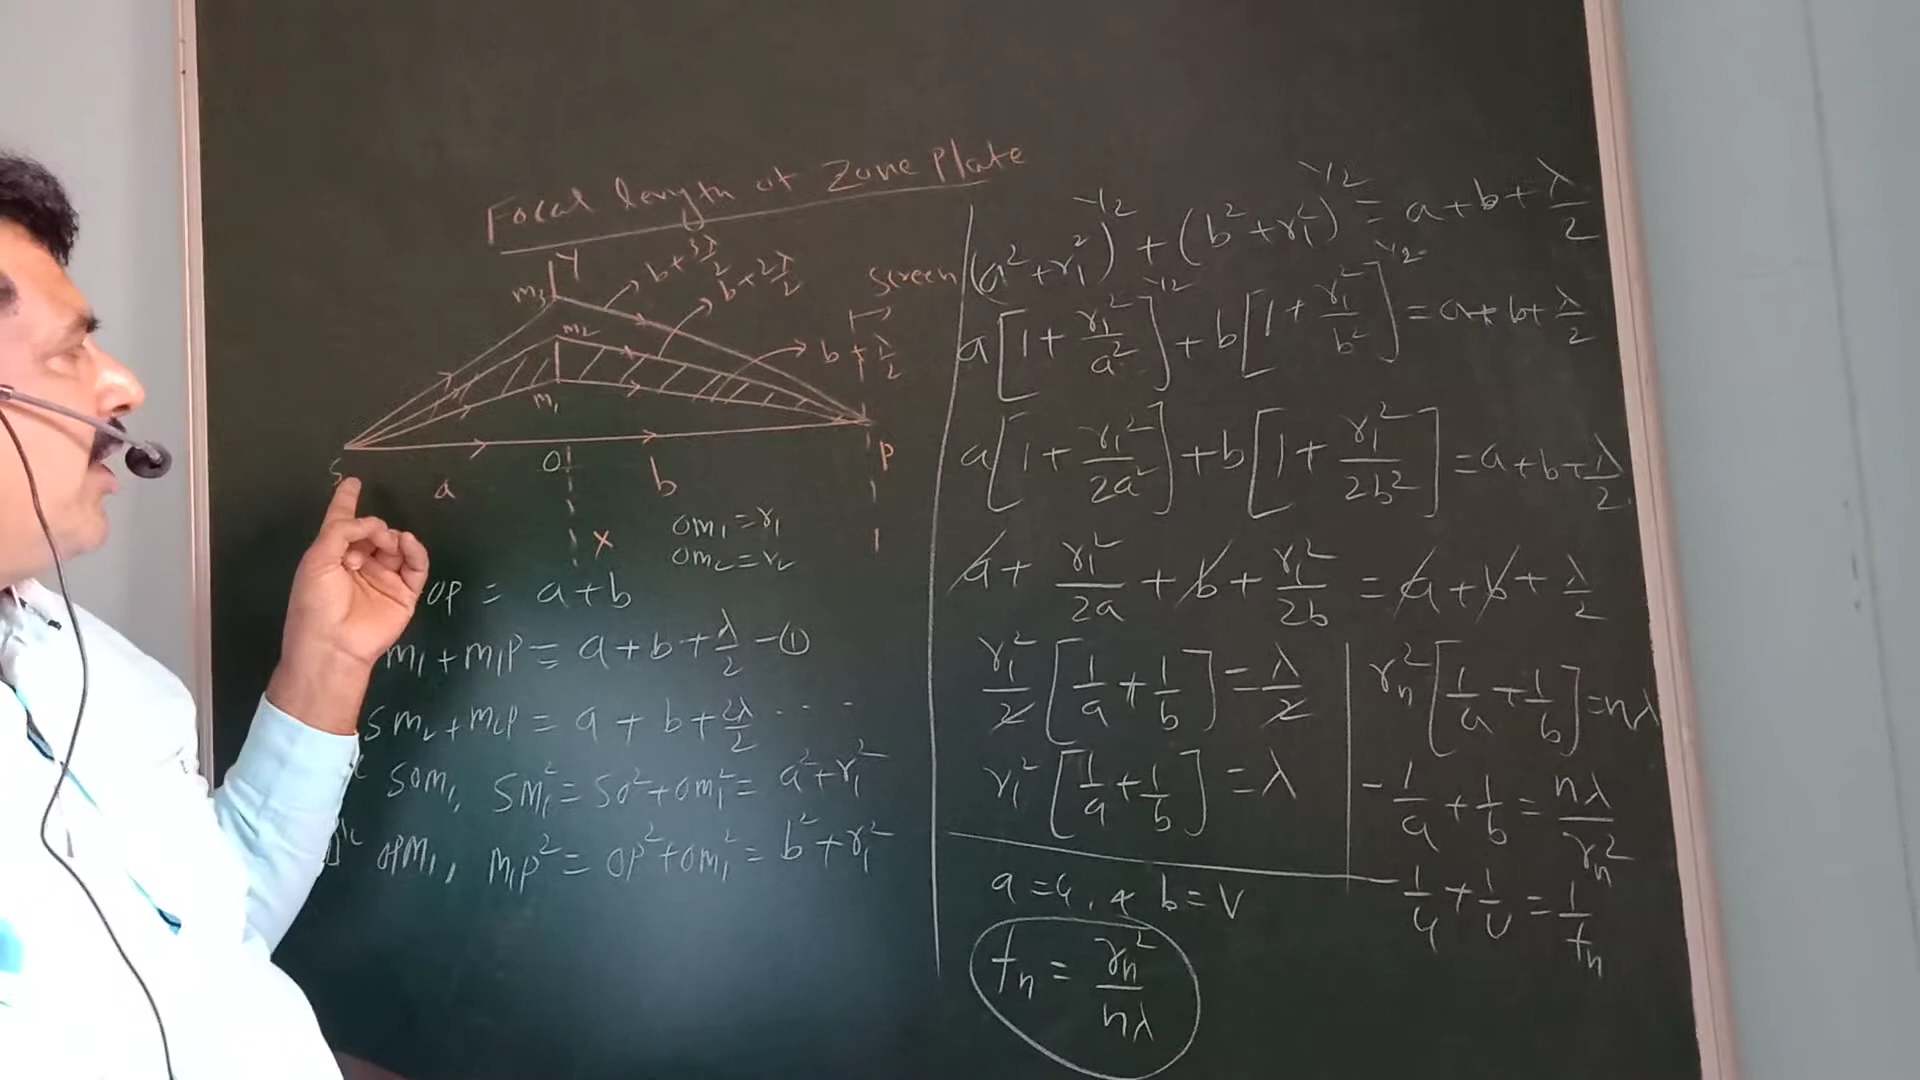 Focal length of Zone Plate
Y
M3
b+3λ/2
b+2λ/2
Screen
M2
b+λ/2
M1
S
a
O
b
P
X
OM1 = r1
OM2 = r2
OP = a+b
M1 + M1P = a+b+λ/2 -(1)
SM2 + M2P = a + b + 2λ/2 ....
SOM1, SM1² = SO² + OM1² = a² + r1²
OPM1, M1P² = OP² + OM1² = b² + r1²
(a² + r1²)^1/2 + (b² + r1²)^1/2 = a + b + λ/2
a[1 + r1²/a²]^1/2 + b[1 + r1²/b²]^1/2 = a + b + λ/2
a[1 + r1²/2a²] + b[1 + r1²/2b²] = a + b + λ/2
a + r1²/2a + b + r1²/2b = a + b + λ/2
r1²/2 [1/a + 1/b] = λ/2
r1² [1/a + 1/b] = λ
rn² [1/a + 1/b] = nλ
-1/a + 1/b = nλ/rn²
a = u, & b = v
1/u + 1/v = 1/fn
fn = rn²/nλ